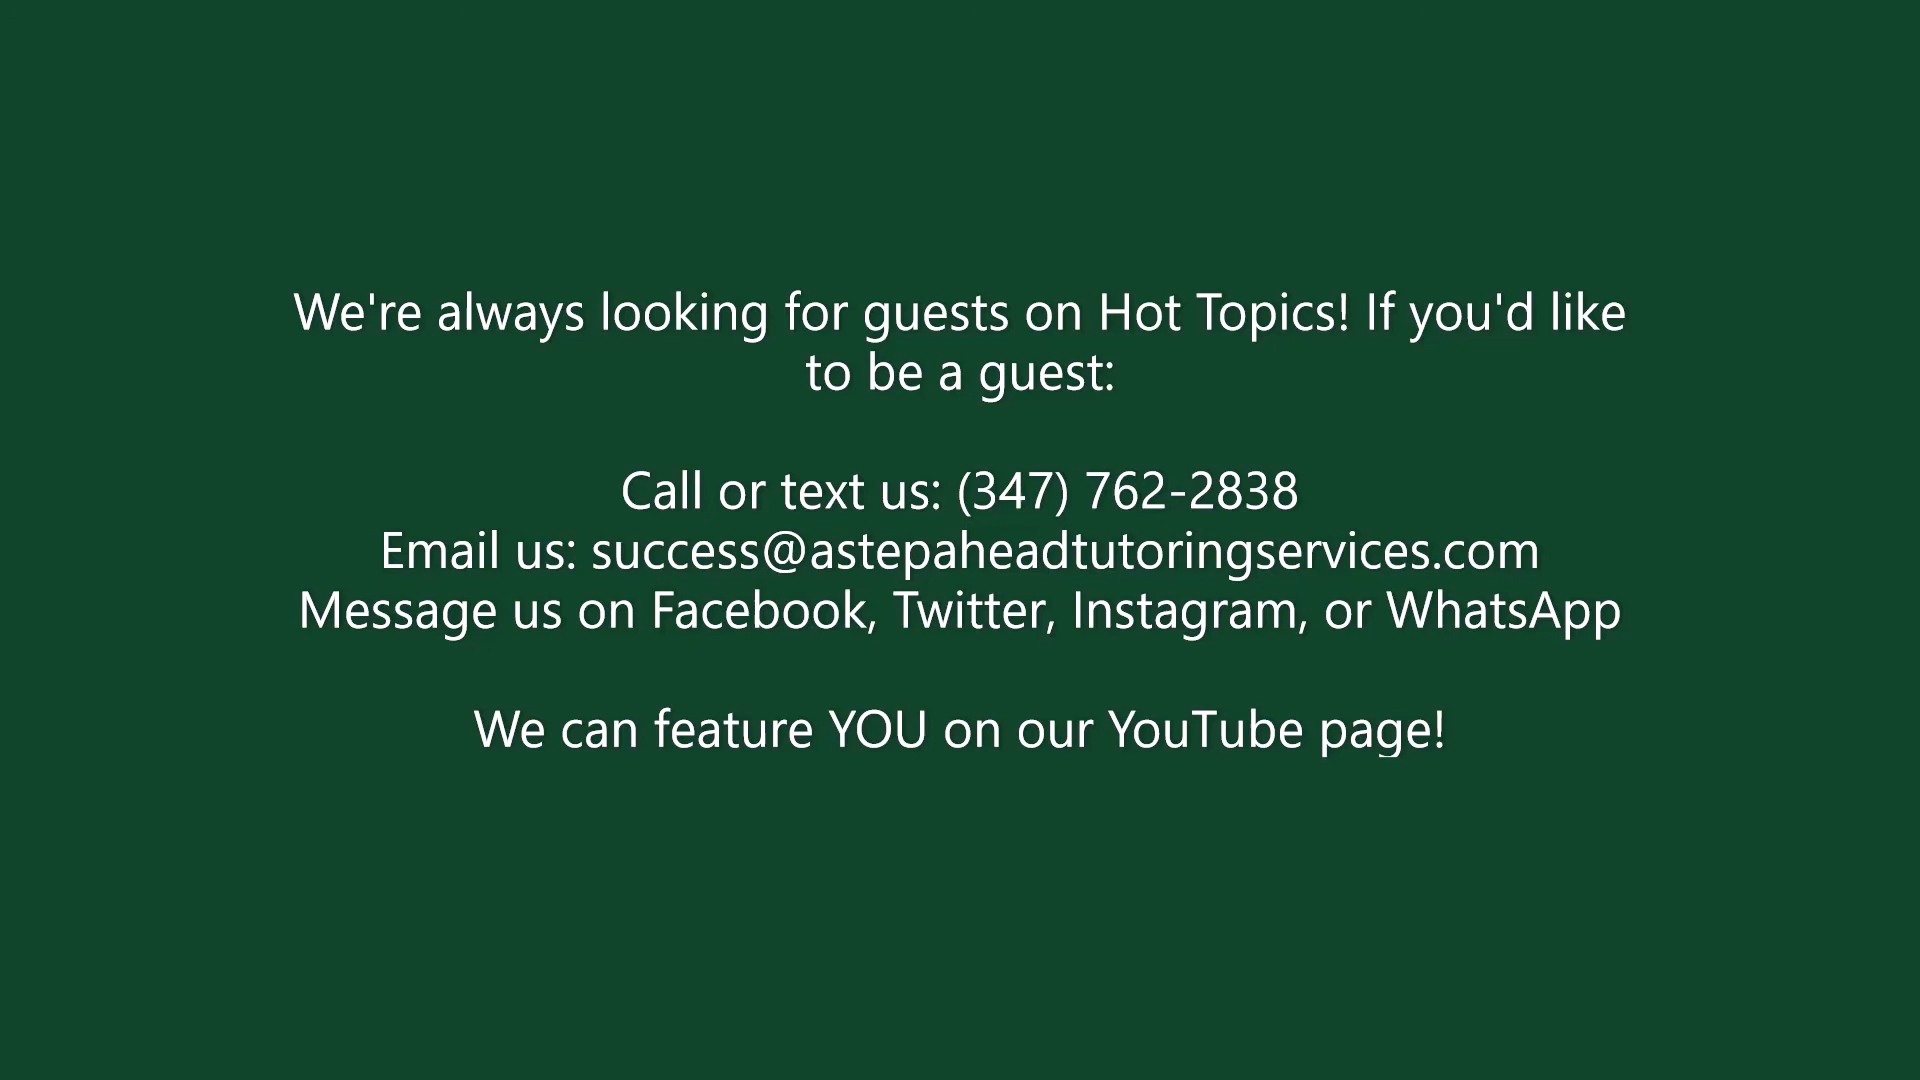 We're always looking for guests on Hot Topics! If you'd like
to be a guest:
Call or text us: (347) 762-2838
Email us: success@astepaheadtutoringservices.com
Message us on Facebook, Twitter, Instagram, or WhatsApp
We can feature YOU on our YouTube page!